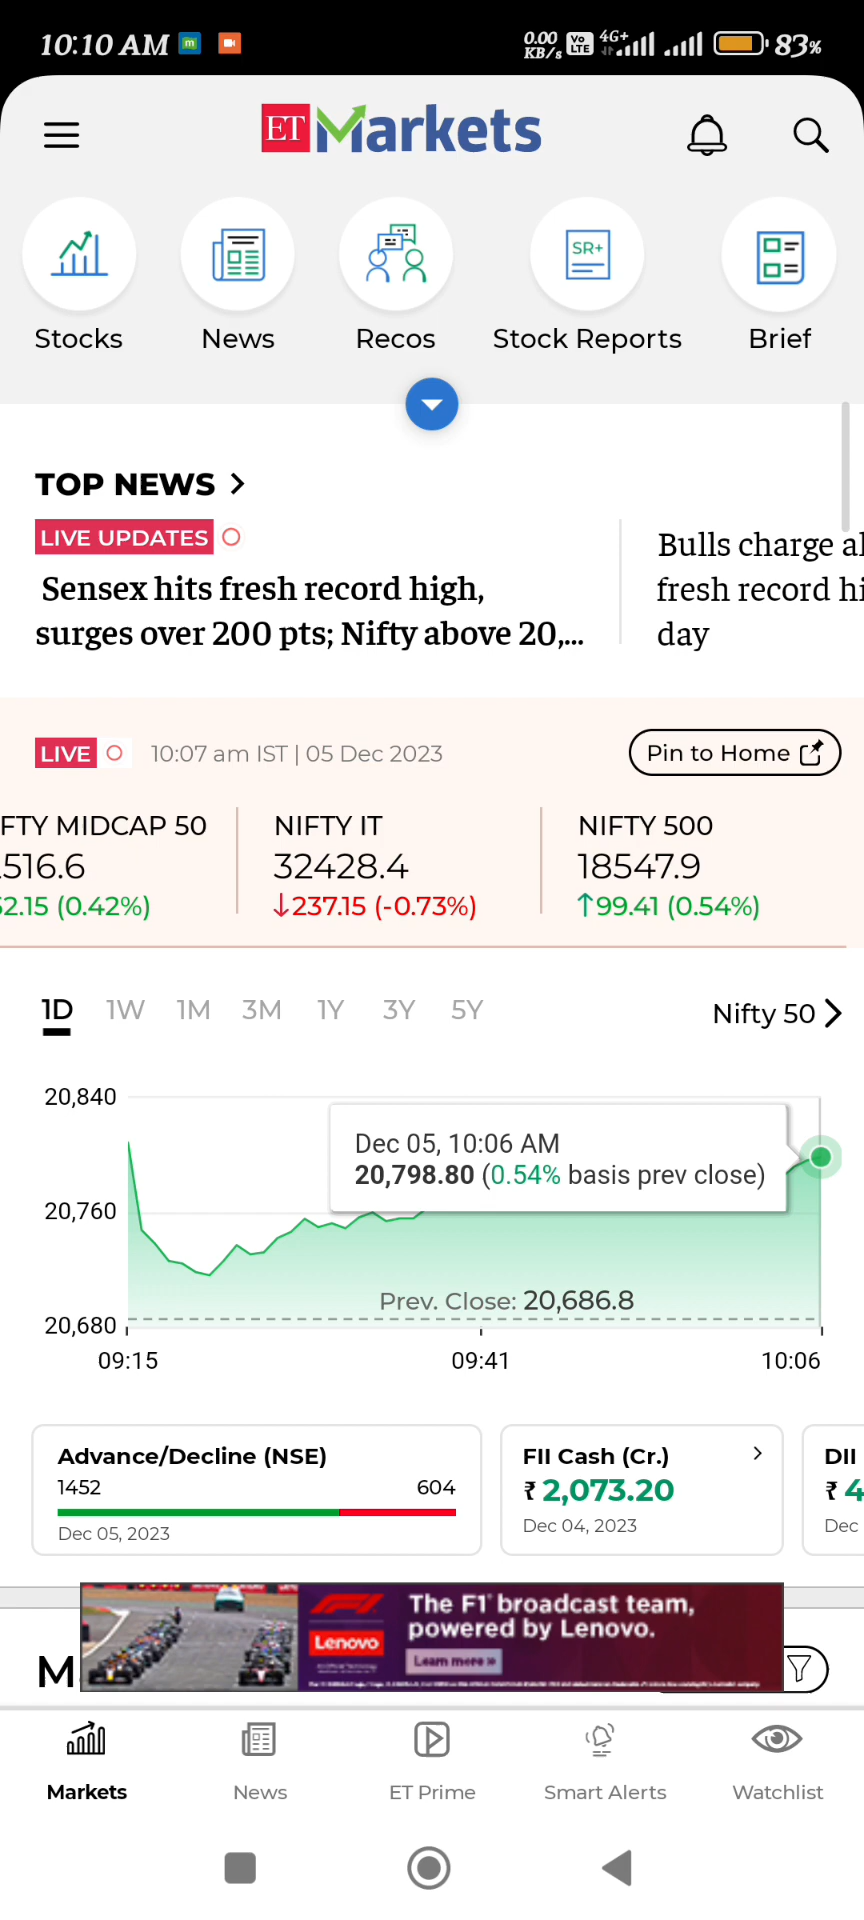 10:10 AM
0.00 KB/s Vo LTE 4G+ 83%
ET Markets
SR+
Stocks News Recos Stock Reports Brief
TOP NEWS
LIVE UPDATES
Sensex hits fresh record high,
surges over 200 pts; Nifty above 20,...
Bulls charge
fresh record
day
LIVE 10:07 am IST | 05 Dec 2023
Pin to Home
FTY MIDCAP 50
516.6
2.15 (0.42%)
NIFTY IT
32428.4
↓237.15 (-0.73%)
NIFTY 500
18547.9
↑99.41 (0.54%)
1D 1W 1M 3M 1Y 3Y 5Y Nifty 50
20,840
Dec 05, 10:06 AM
20,798.80 (0.54% basis prev close)
20,760
Prev. Close: 20,686.8
20,680
09:15 09:41 10:06
Advance/Decline (NSE)
1452 604
Dec 05, 2023
FII Cash (Cr.)
₹ 2,073.20
Dec 04, 2023
DII
₹ 4
Dec
M
F1
Lenovo
The F1 broadcast team,
powered by Lenovo.
Learn more »
Markets News ET Prime Smart Alerts Watchlist